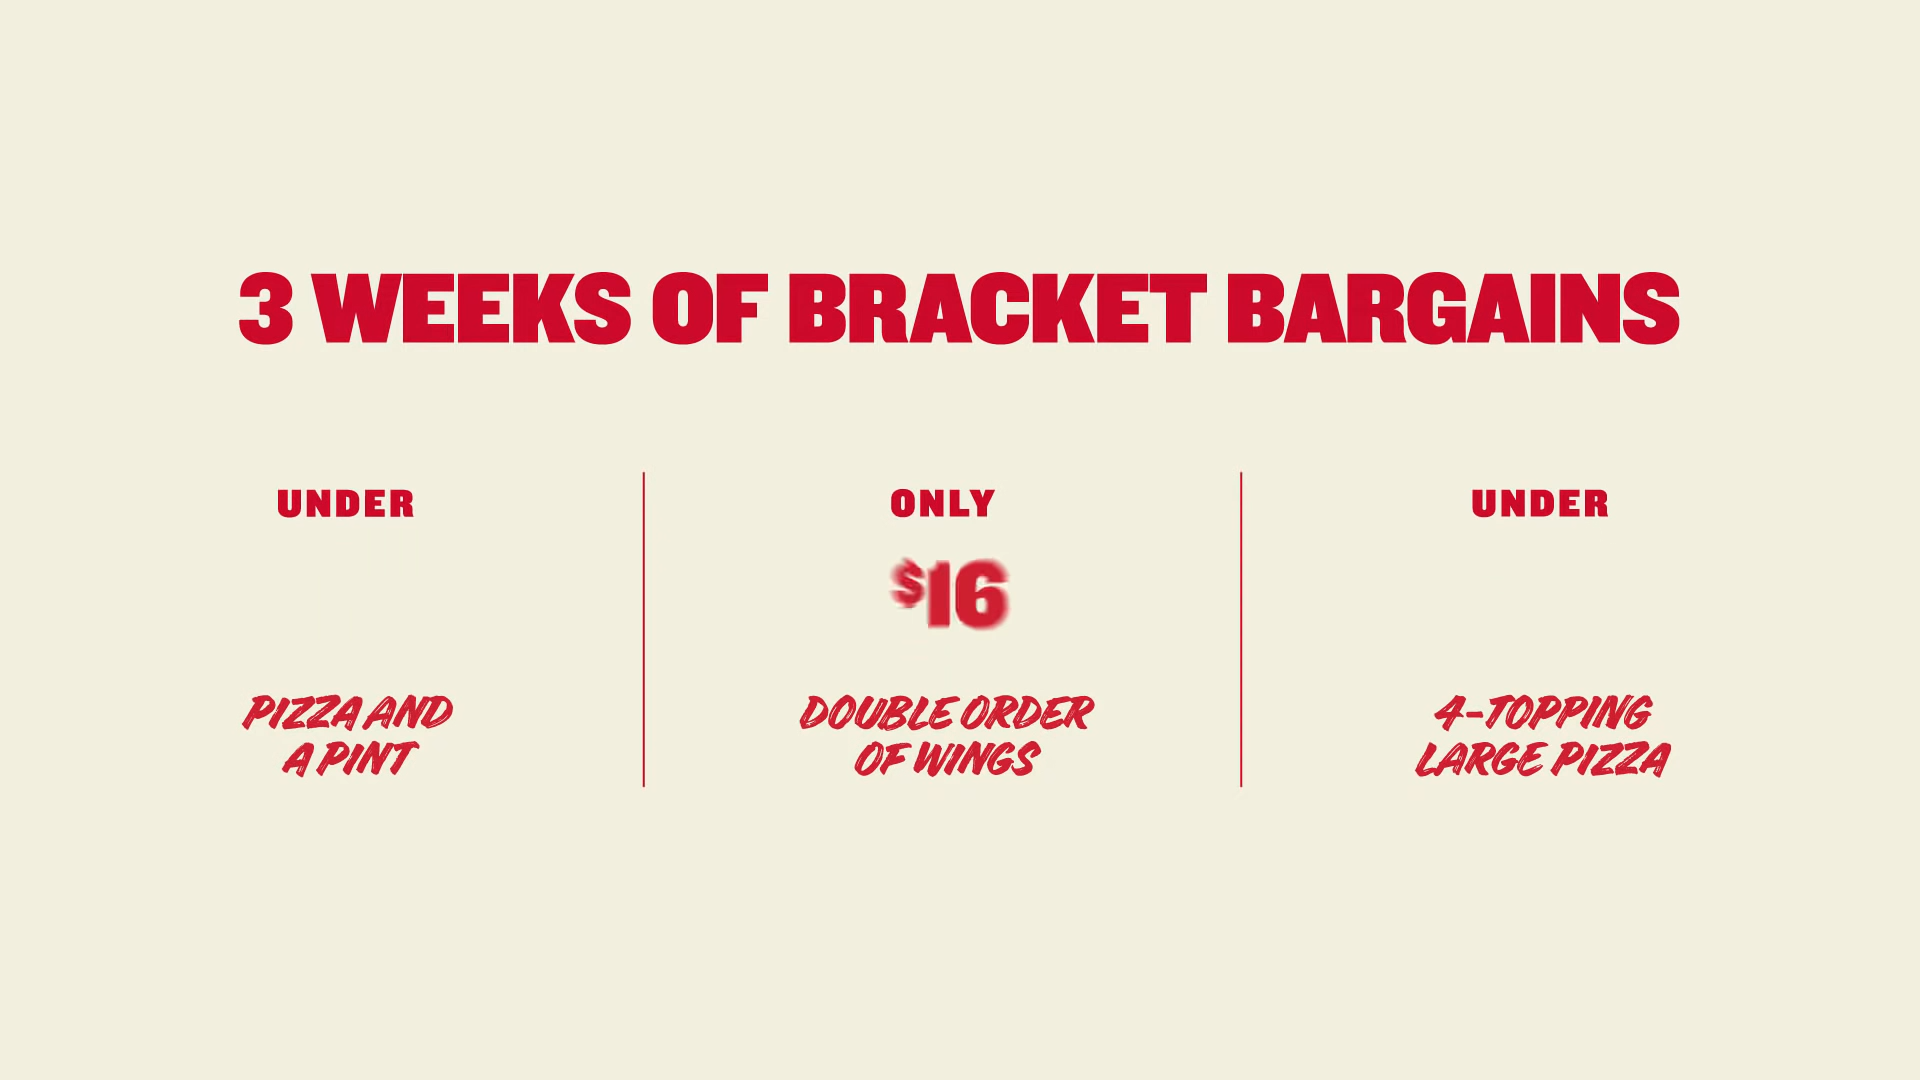 3 WEEKS OF BRACKET BARGAINS
UNDER
PIZZA AND
A PINT
ONLY
$16
DOUBLE ORDER
OF WINGS
UNDER
4-TOPPING
LARGE PIZZA